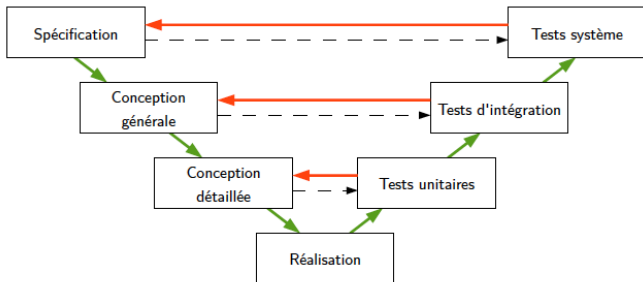 Spécification
Tests système
Conception
générale
Tests d'intégration
Conception
détaillée
Tests unitaires
Réalisation